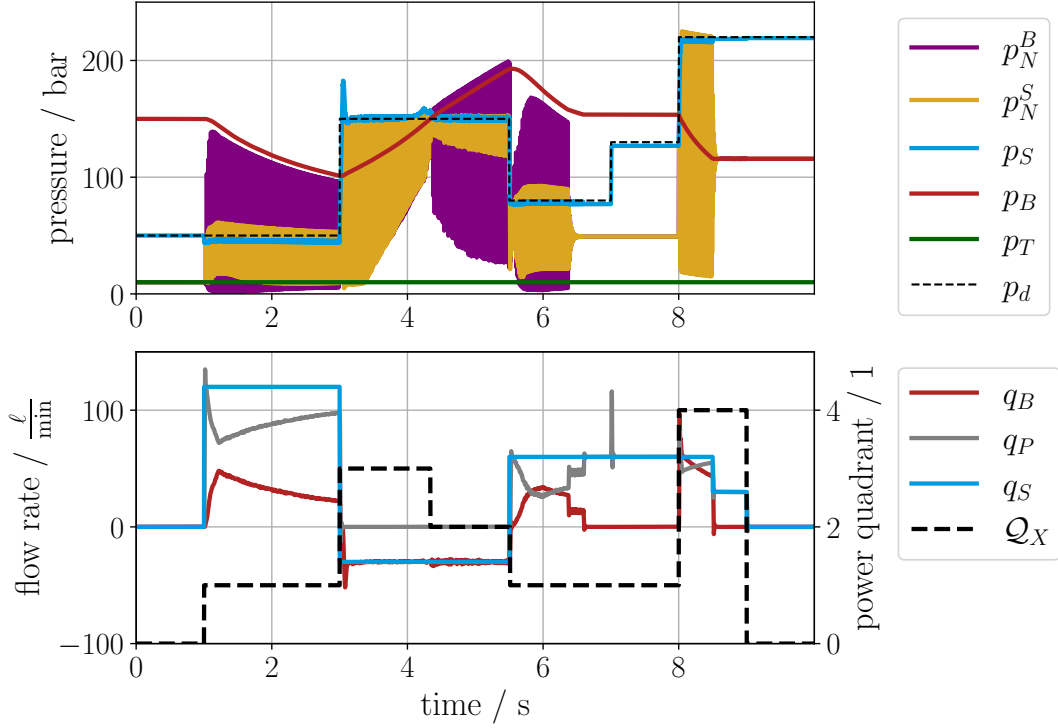 pressure / bar
200
100
0
0 2 4 6 8
p_N^B
p_N^S
p_S
p_B
p_T
p_d
flow rate / ℓ/min
100
0
−100
0 2 4 6 8
time / s
4
2
0
power quadrant / 1
q_B
q_P
q_S
𝒬_X